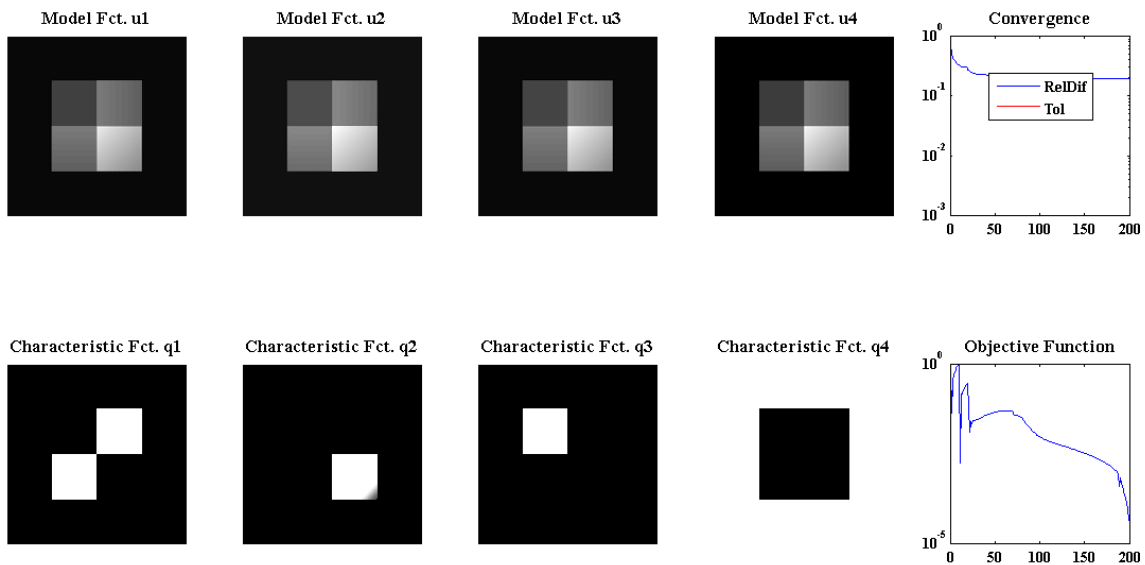 Model Fct. u1
Model Fct. u2
Model Fct. u3
Model Fct. u4
Convergence
10^0
10^-1
10^-2
10^-3
RelDif
Tol
0 50 100 150 200
Characteristic Fct. q1
Characteristic Fct. q2
Characteristic Fct. q3
Characteristic Fct. q4
Objective Function
10^0
10^-5
0 50 100 150 200